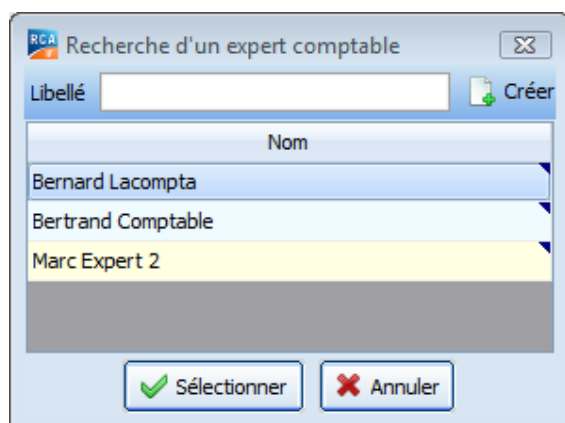 RCA Recherche d'un expert comptable
Libellé Créer
Nom
Bernard Lacompta
Bertrand Comptable
Marc Expert 2
Sélectionner Annuler